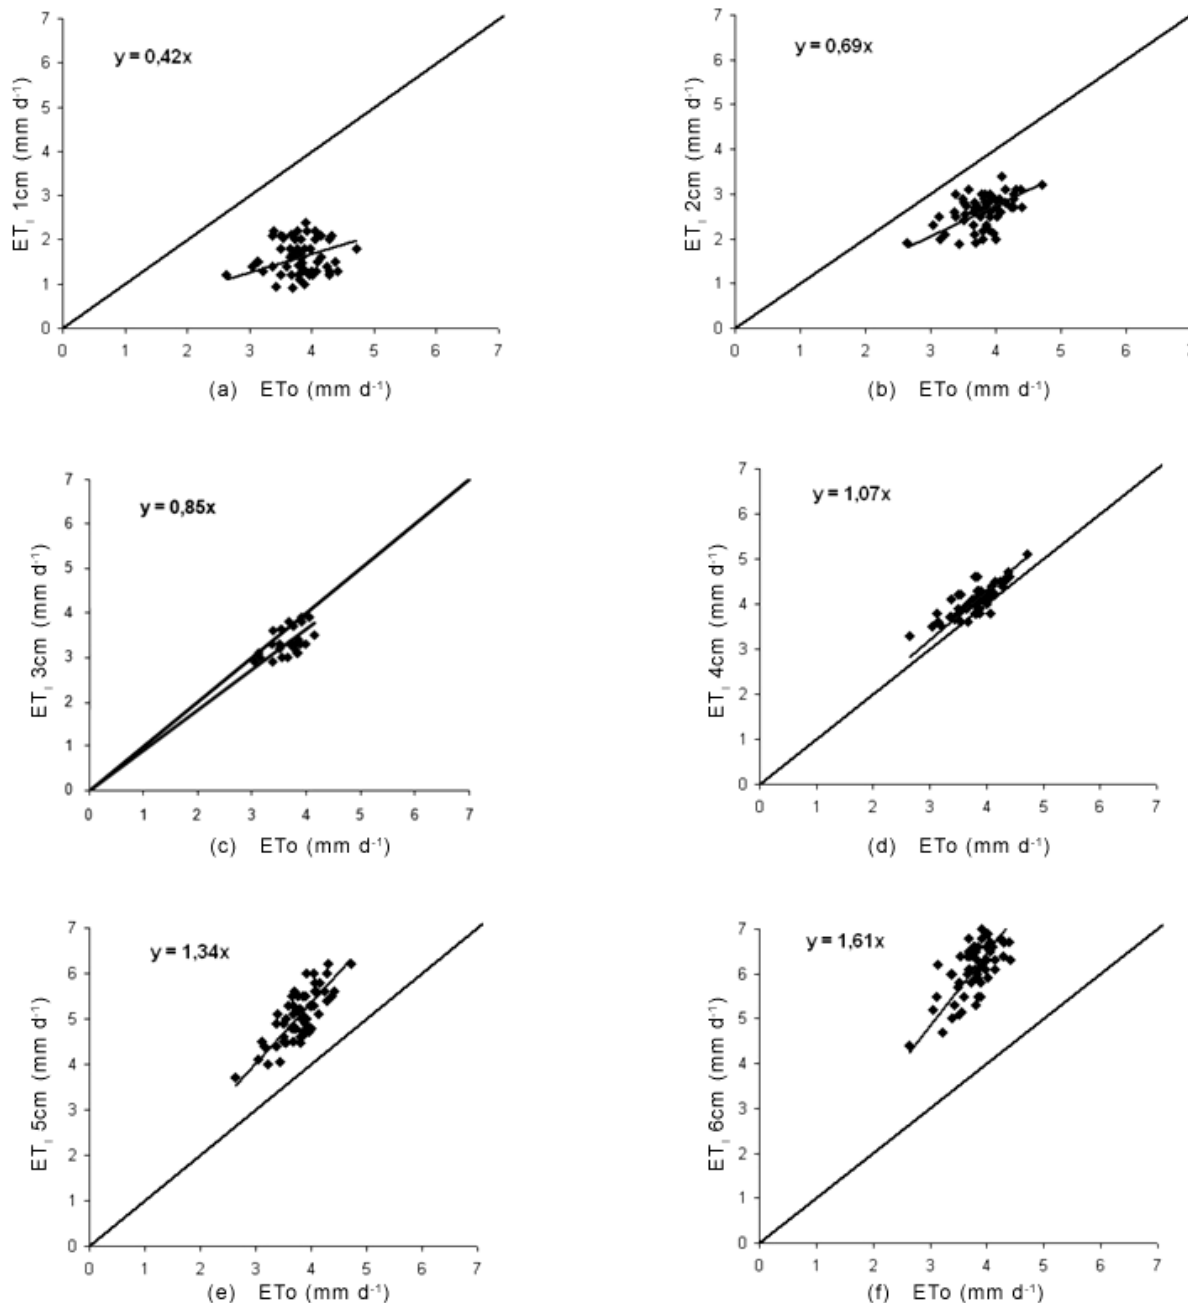 7
6
5
4
3
2
1
0
ET| 1cm (mm d-1)
y = 0,42x
0 1 2 3 4 5 6 7
(a) ETo (mm d-1)
7
6
5
4
3
2
1
0
ET| 2cm (mm d-1)
y = 0,69x
0 1 2 3 4 5 6
(b) ETo (mm d-1)
7
6
5
4
3
2
1
0
ET| 3cm (mm d-1)
y = 0,85x
0 1 2 3 4 5 6 7
(c) ETo (mm d-1)
7
6
5
4
3
2
1
0
ET| 4cm (mm d-1)
y = 1,07x
0 1 2 3 4 5 6 7
(d) ETo (mm d-1)
7
6
5
4
3
2
1
0
ET| 5cm (mm d-1)
y = 1,34x
0 1 2 3 4 5 6 7
(e) ETo (mm d-1)
7
6
5
4
3
2
1
0
ET| 6cm (mm d-1)
y = 1,61x
0 1 2 3 4 5 6 7
(f) ETo (mm d-1)